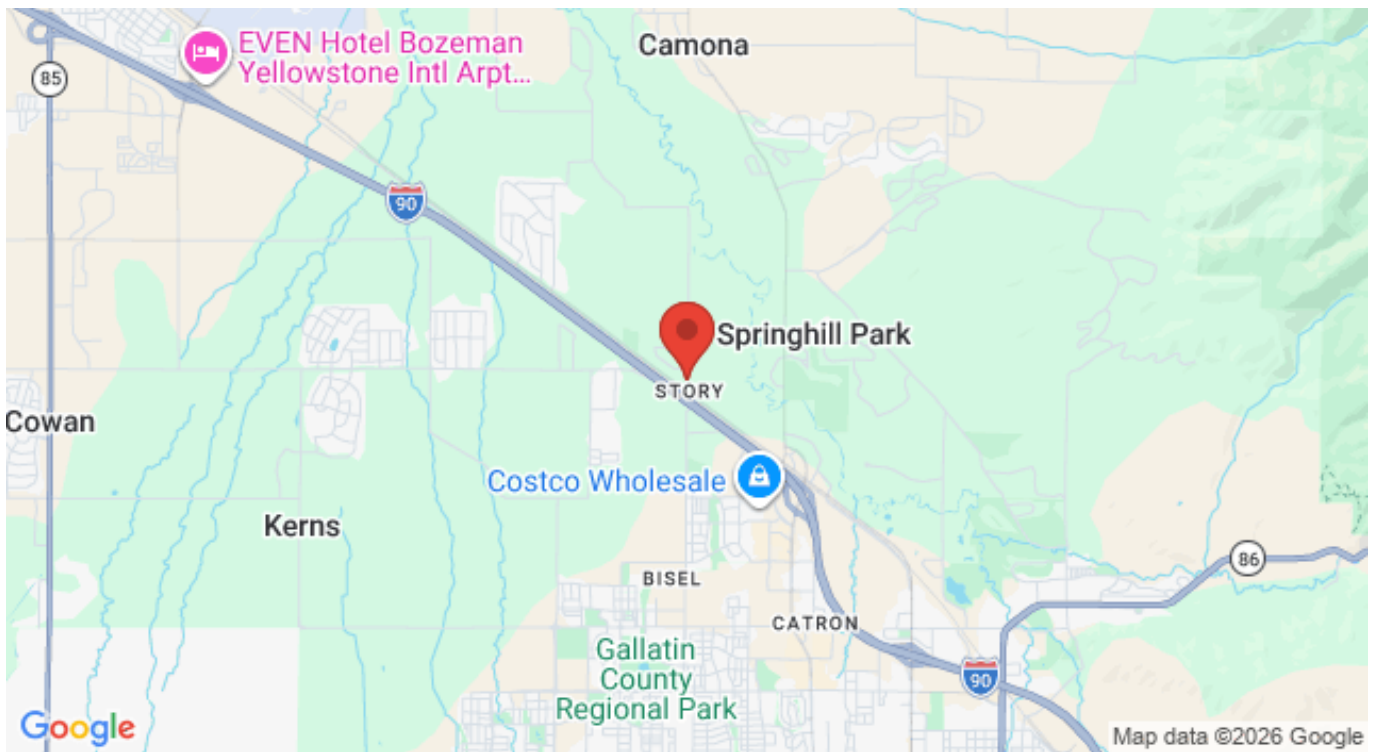 EVEN Hotel Bozeman
Yellowstone Intl Arpt...
Camona
85
90
Springhill Park
STORY
Cowan
Costco Wholesale
Kerns
86
BISEL
CATRON
Gallatin
County
Regional Park
90
Google
Map data ©2026 Google